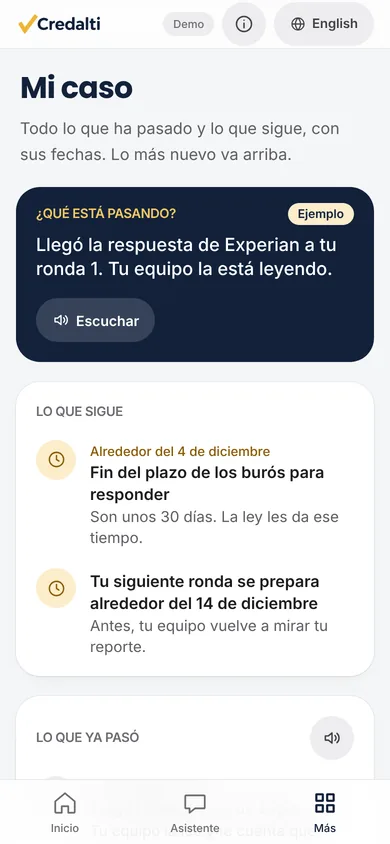 Credalti
Demo
English
Mi caso
Todo lo que ha pasado y lo que sigue, con
sus fechas. Lo más nuevo va arriba.
¿QUÉ ESTÁ PASANDO?
Ejemplo
Llegó la respuesta de Experian a tu
ronda 1. Tu equipo la está leyendo.
Escuchar
LO QUE SIGUE
Alrededor del 4 de diciembre
Fin del plazo de los burós para
responder
Son unos 30 días. La ley les da ese
tiempo.
Tu siguiente ronda se prepara
alrededor del 14 de diciembre
Antes, tu equipo vuelve a mirar tu
reporte.
LO QUE YA PASÓ
Inicio
Asistente
Más